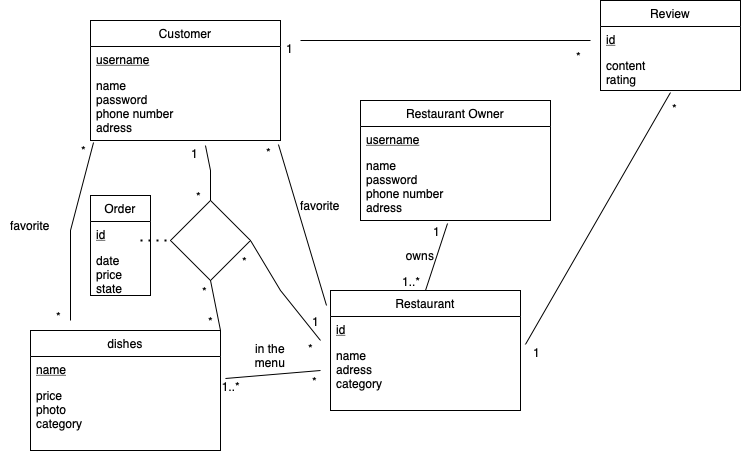 Customer
username
name
password
phone number
adress
1
*
Review
id
content
rating
*
Restaurant Owner
username
name
password
phone number
adress
1
owns
1..*
*
1
*
favorite
*
*
favorite
1
Order
id
date
price
state
*
*
*
*
*
Restaurant
id
name
adress
category
1
dishes
name
price
photo
category
in the
menu
1..*
*